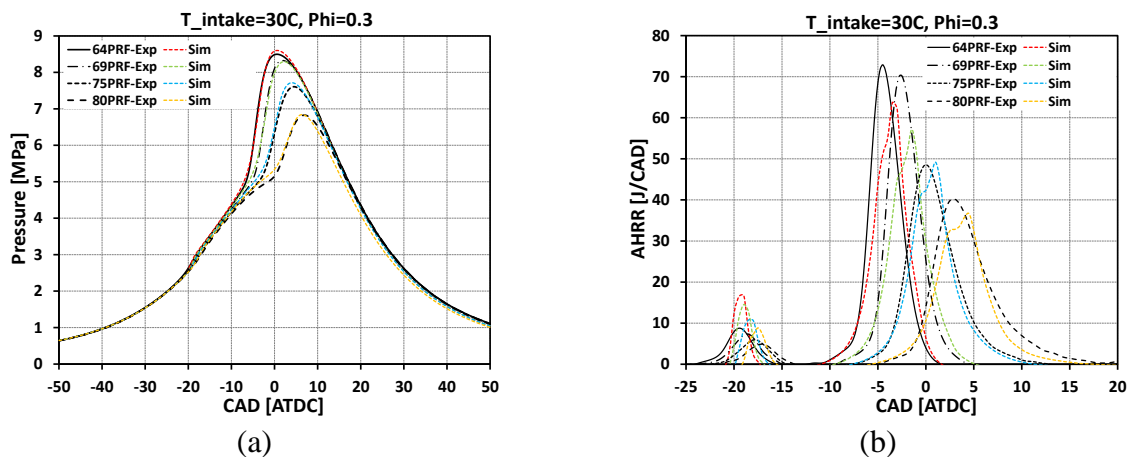 T_intake=30C, Phi=0.3
9
8
7
6
5
4
3
2
1
0
Pressure [MPa]
64PRF-Exp Sim
69PRF-Exp Sim
75PRF-Exp Sim
80PRF-Exp Sim
-50 -40 -30 -20 -10 0 10 20 30 40 50
CAD [ATDC]
(a)
T_intake=30C, Phi=0.3
80
70
60
50
40
30
20
10
0
AHRR [J/CAD]
64PRF-Exp Sim
69PRF-Exp Sim
75PRF-Exp Sim
80PRF-Exp Sim
-25 -20 -15 -10 -5 0 5 10 15 20
CAD [ATDC]
(b)